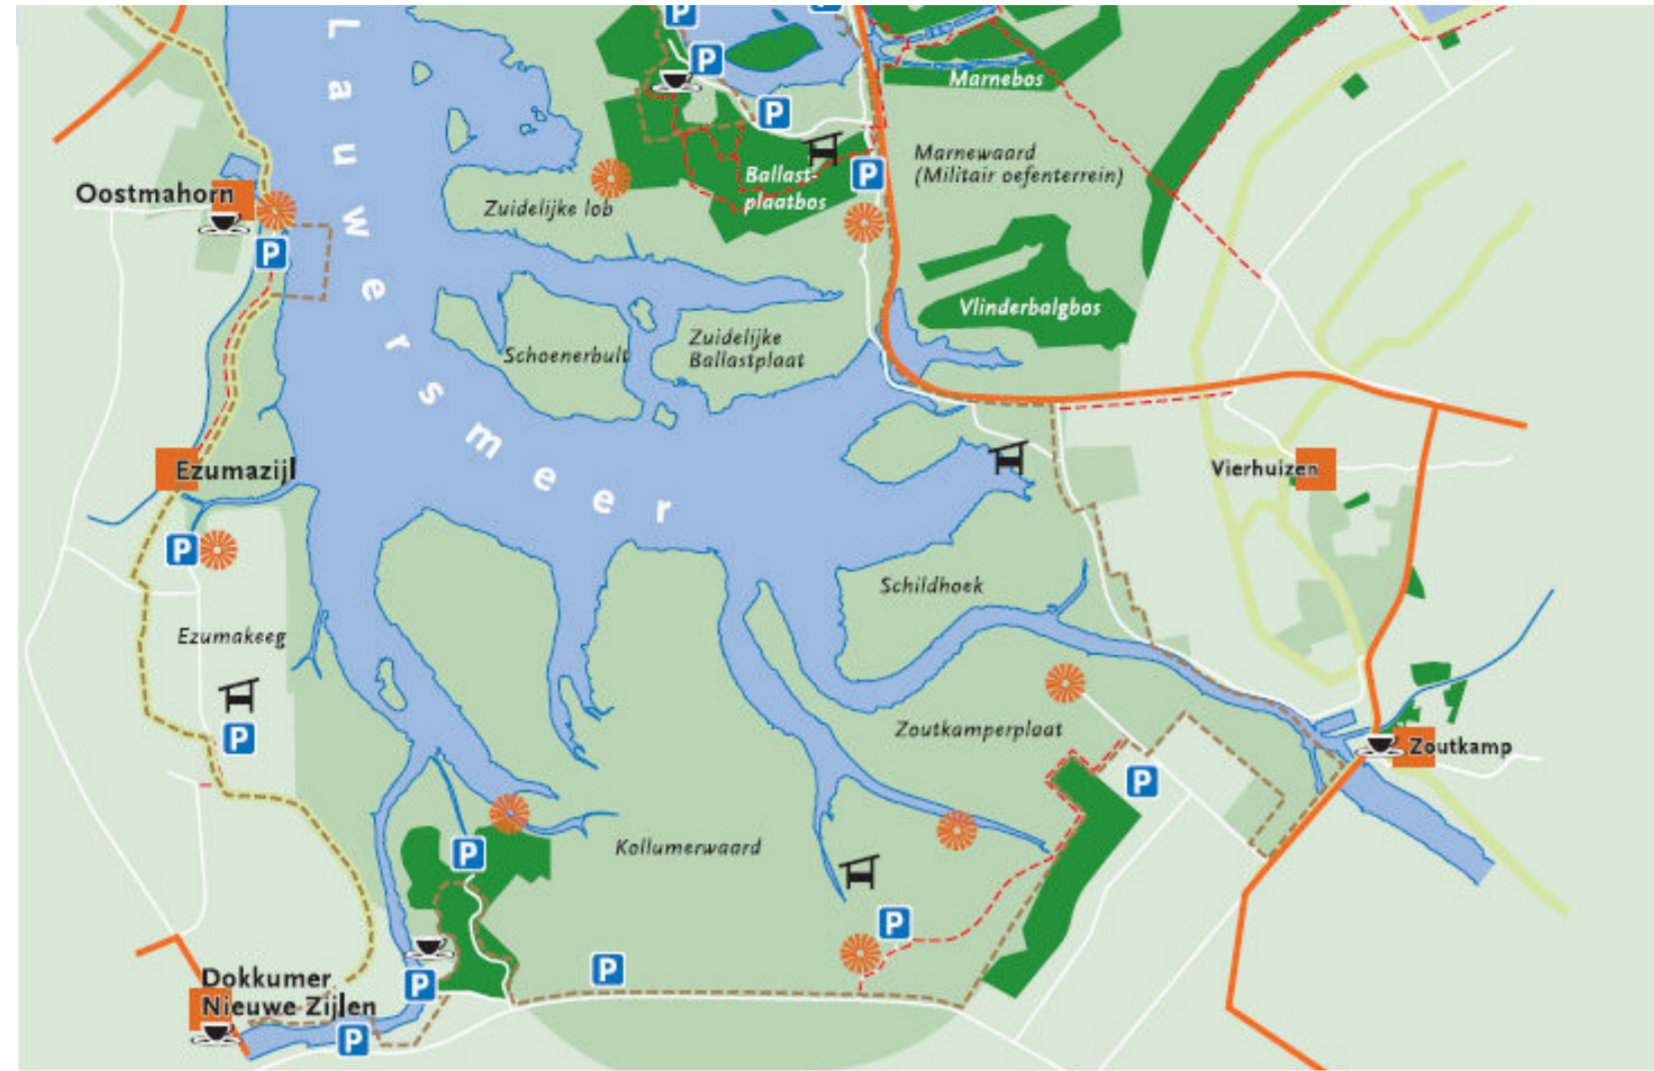 Lauwersmeer
P
P
P
P
Marnebos
Marnewaard
(Militair oefenterrein)
Ballast-
plaatbos
P
Oostmahorn
Zuidelijke lob
P
Vlinderbalgbos
Schoenerbult
Zuidelijke
Ballastplaat
Ezumazijl
Vierhuizen
P
Schildhoek
Ezumakeeg
P
Zoutkamperplaat
Zoutkamp
P
Kollumerwaard
P
P
P
P
Dokkumer
Nieuwe Zijlen
P